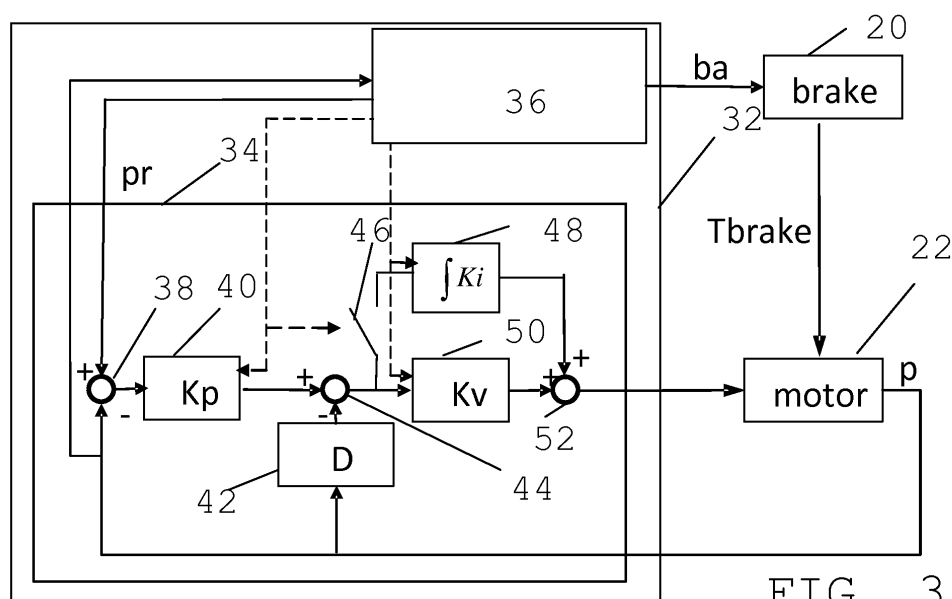 20
ba
brake
36
32
34
pr
Tbrake
46
48
22
∫Ki
38
40
50
+
+
+
+
p
Kp
Kv
motor
-
-
52
D
42
44
FIG. 3